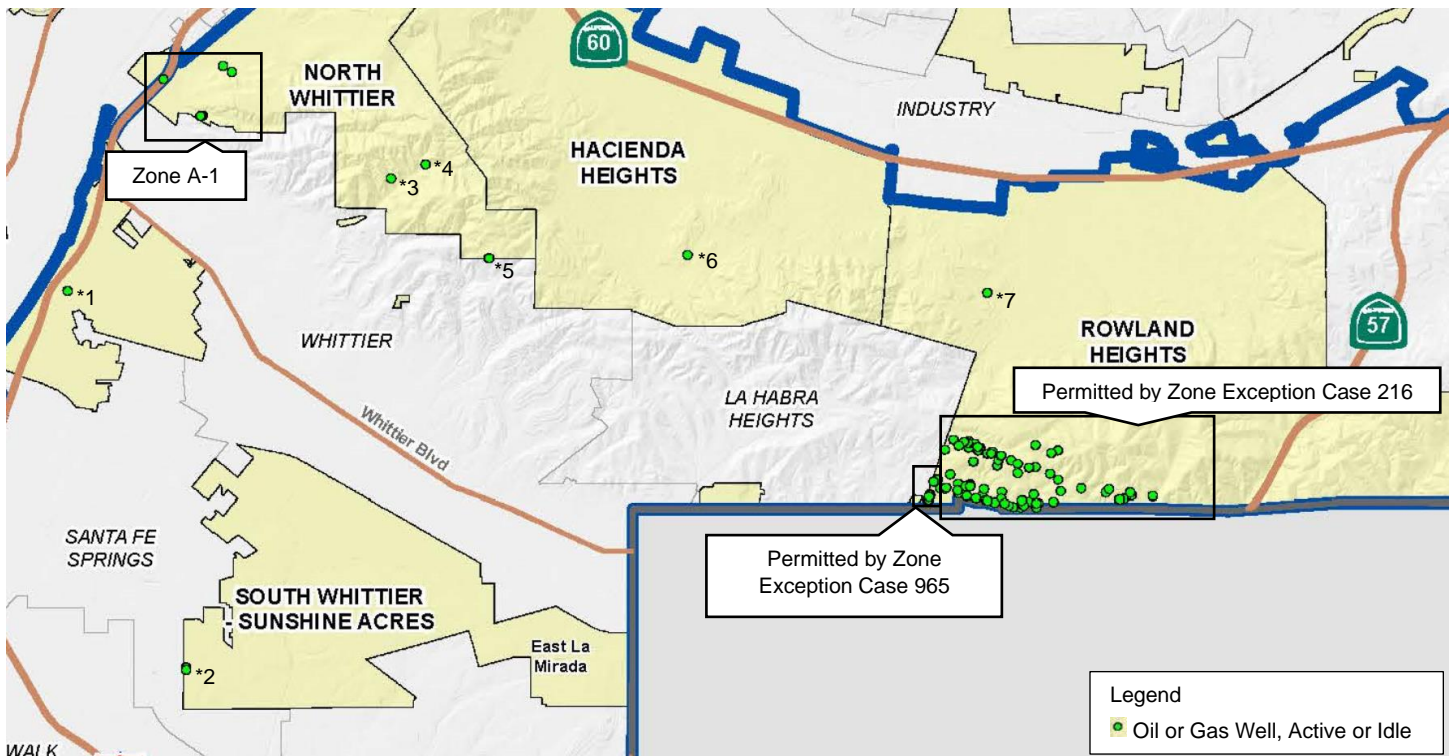 CALIFORNIA
60
NORTH
WHITTIER
INDUSTRY
HACIENDA
HEIGHTS
Zone A-1
*4
*3
*5
*6
*1
*7
CALIFORNIA
57
WHITTIER
ROWLAND
HEIGHTS
LA HABRA
HEIGHTS
Permitted by Zone Exception Case 216
Whittier Blvd
SANTA FE
SPRINGS
Permitted by Zone
Exception Case 965
SOUTH WHITTIER
- SUNSHINE ACRES
East La
Mirada
*2
Legend
Oil or Gas Well, Active or Idle
WALK